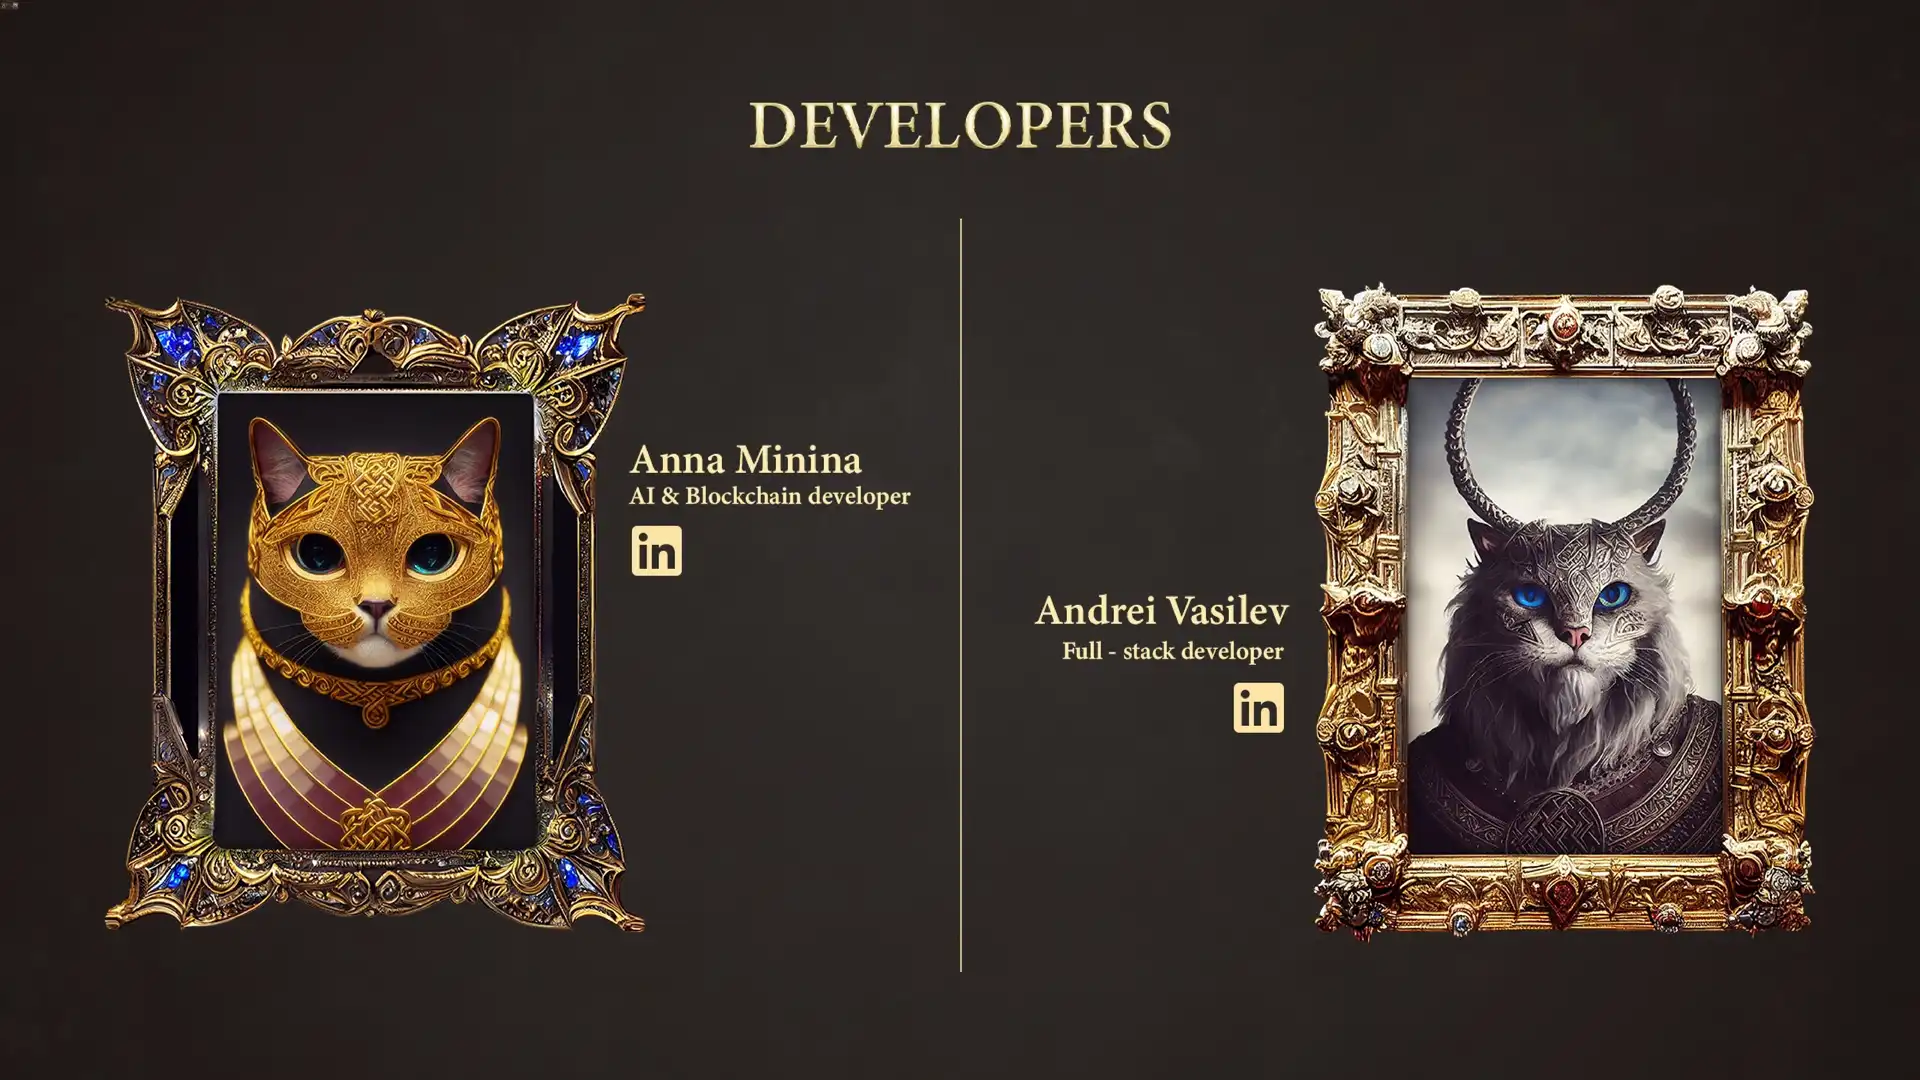 DEVELOPERS
Anna Minina
AI & Blockchain developer
in
Andrei Vasilev
Full - stack developer
in